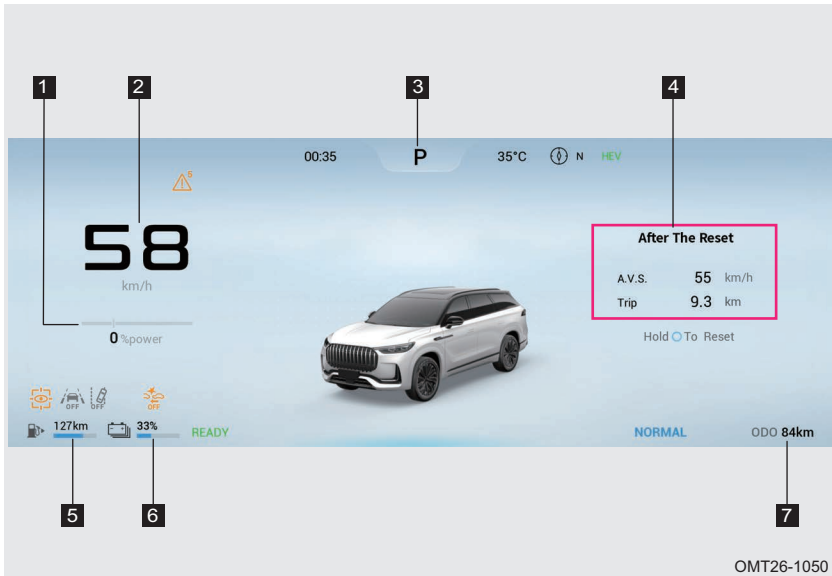 1 2 3 4
00:35 P 35°C N HEV
5
58
km/h
0 %power
After The Reset
A.V.S. 55 km/h
Trip 9.3 km
Hold To Reset
OFF OFF OFF
127km 33% READY
NORMAL ODO 84km
5 6 7
OMT26-1050